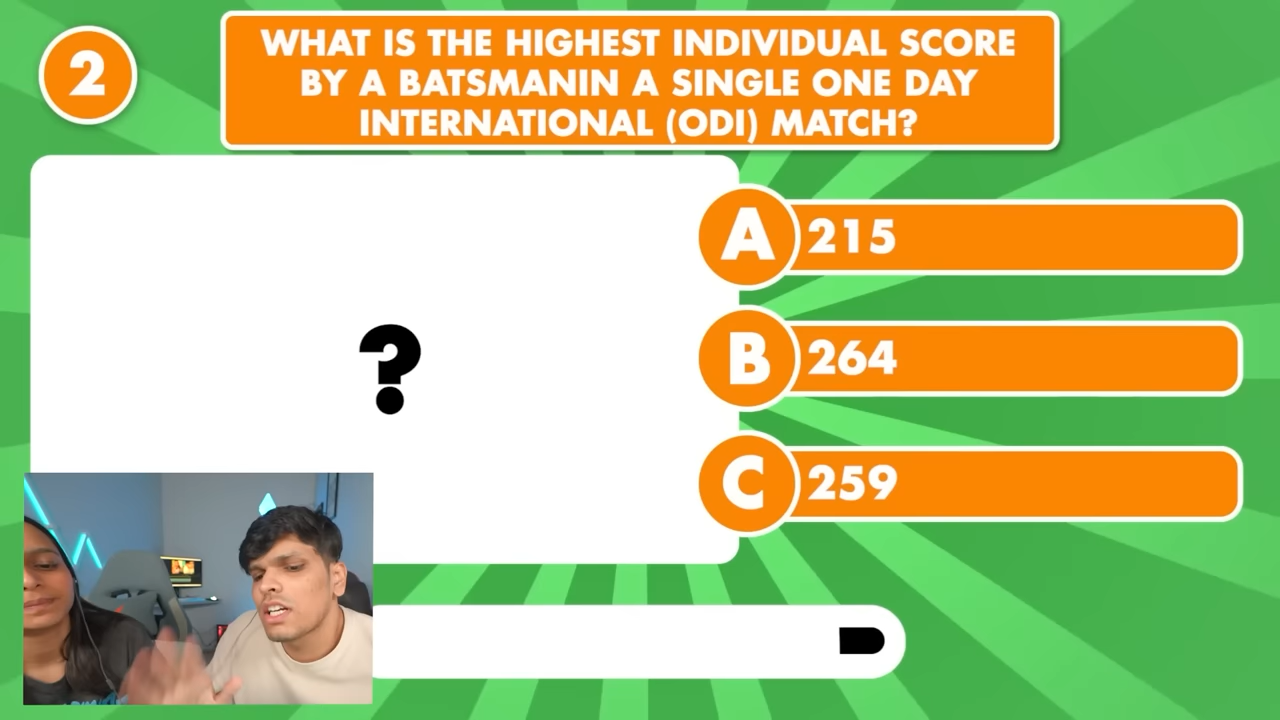 2
WHAT IS THE HIGHEST INDIVIDUAL SCORE
BY A BATSMANIN A SINGLE ONE DAY
INTERNATIONAL (ODI) MATCH?
A 215
B 264
C 259
?